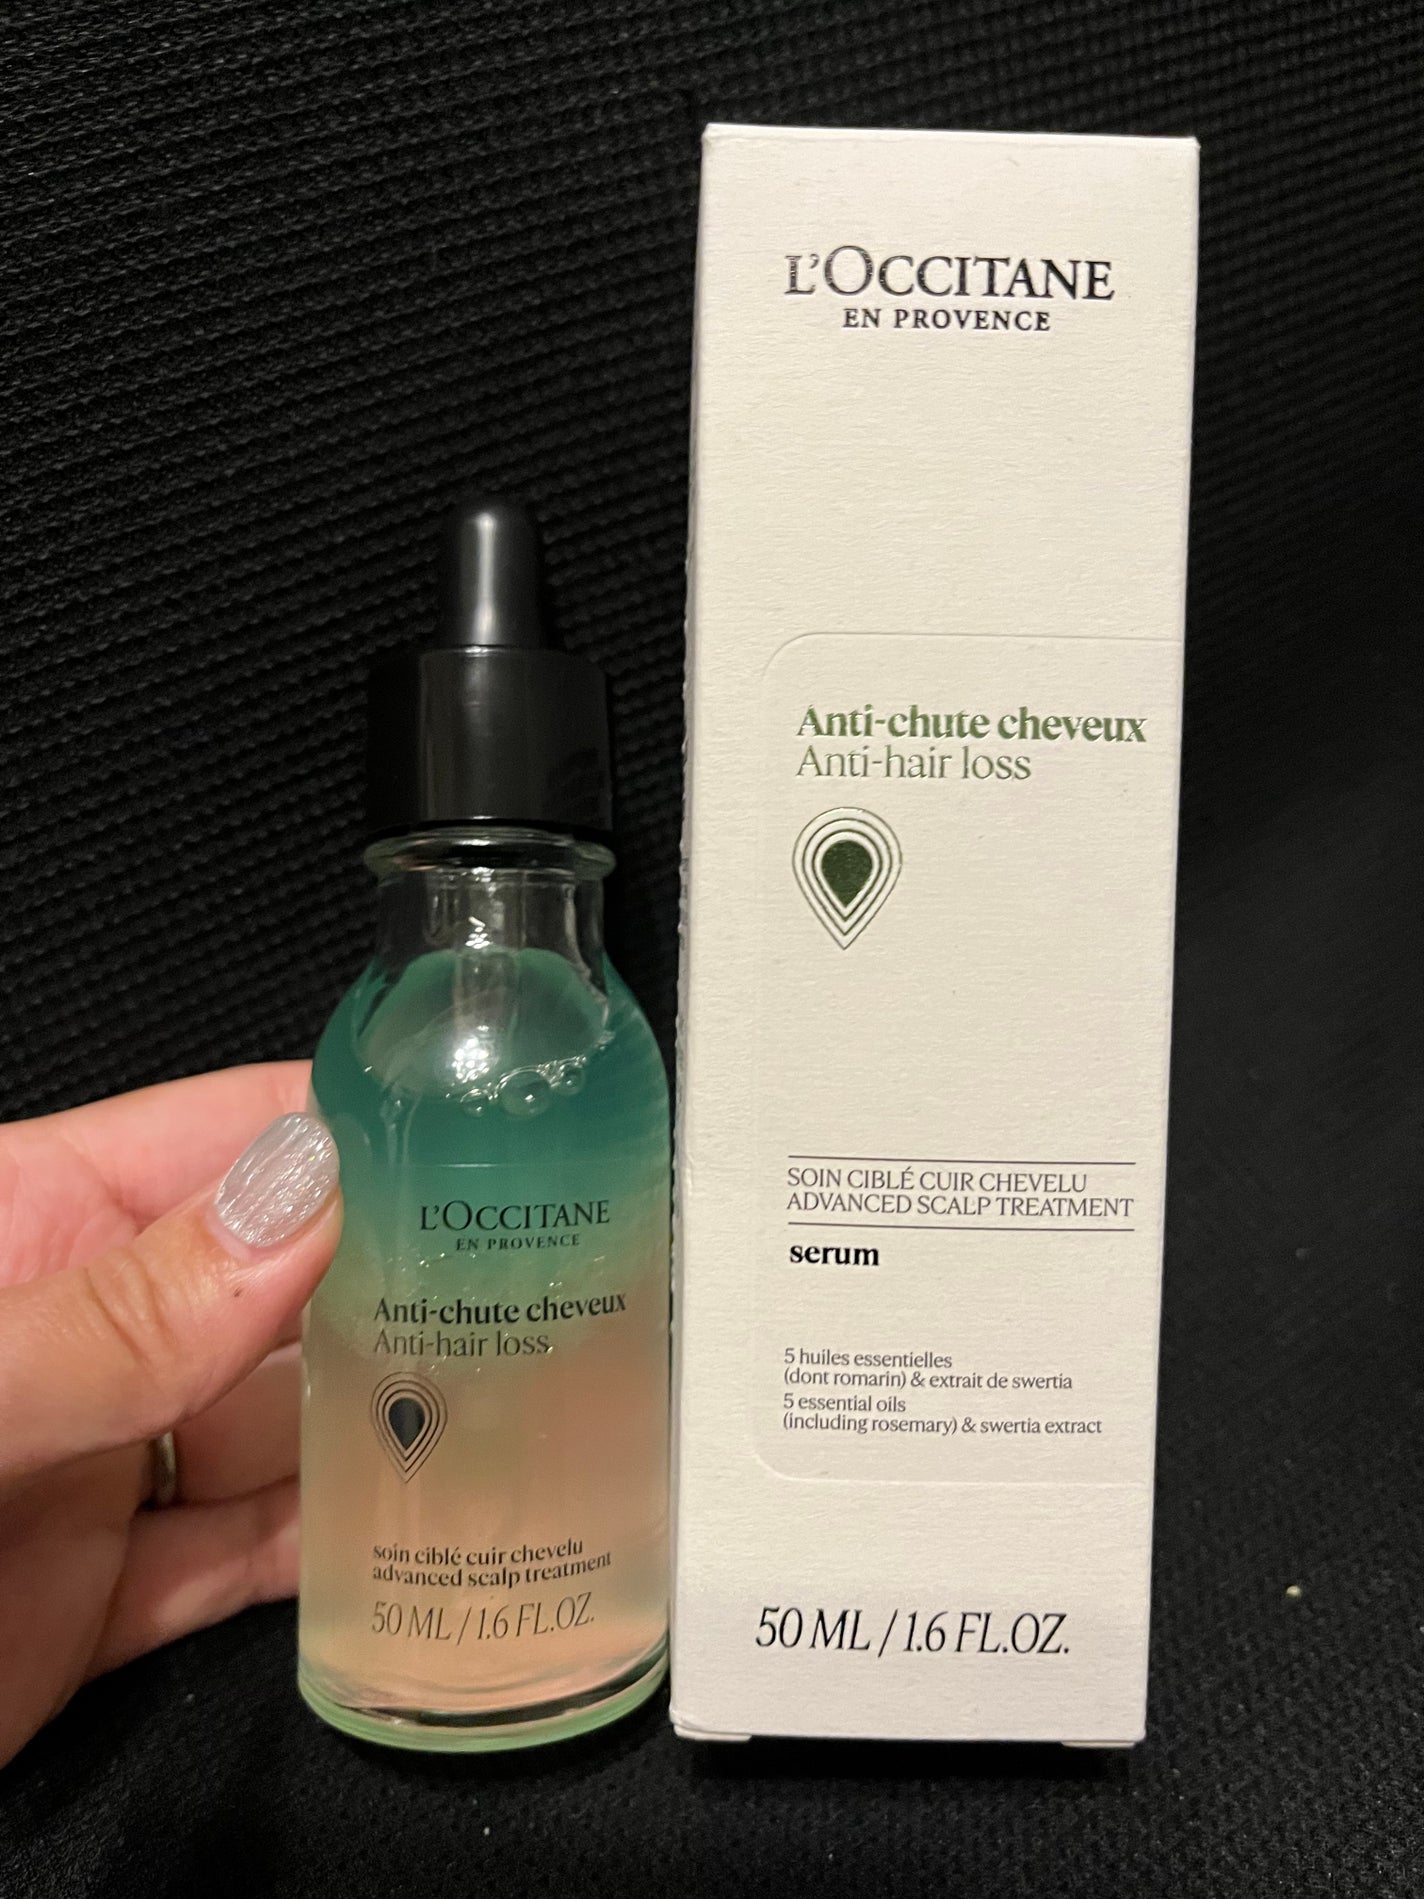 L'OCCITANE
EN PROVENCE
Anti-chute cheveux
Anti-hair loss
soin ciblé cuir chevelu
advanced scalp treatment
50 ML / 1.6 FL.OZ.
L'OCCITANE
EN PROVENCE
Anti-chute cheveux
Anti-hair loss
SOIN CIBLÉ CUIR CHEVELU
ADVANCED SCALP TREATMENT
serum
5 huiles essentielles
(dont romarin) & extrait de swertia
5 essential oils
(including rosemary) & swertia extract
50 ML / 1.6 FL.OZ.